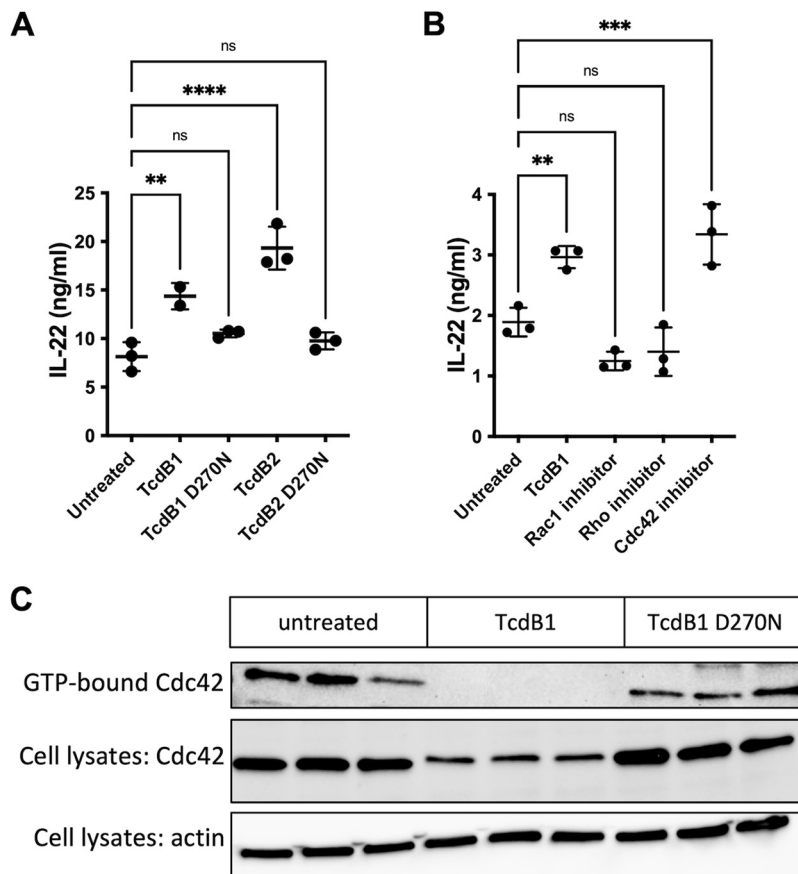 A
ns
****
ns
**
25
20
15
10
5
0
IL-22 (ng/ml)
Untreated
TcdB1
TcdB1 D270N
TcdB2
TcdB2 D270N
B
***
ns
ns
**
4
3
2
1
0
IL-22 (ng/ml)
Untreated
TcdB1
Rac1 inhibitor
Rho inhibitor
Cdc42 inhibitor
C
untreated
TcdB1
TcdB1 D270N
GTP-bound Cdc42
Cell lysates: Cdc42
Cell lysates: actin